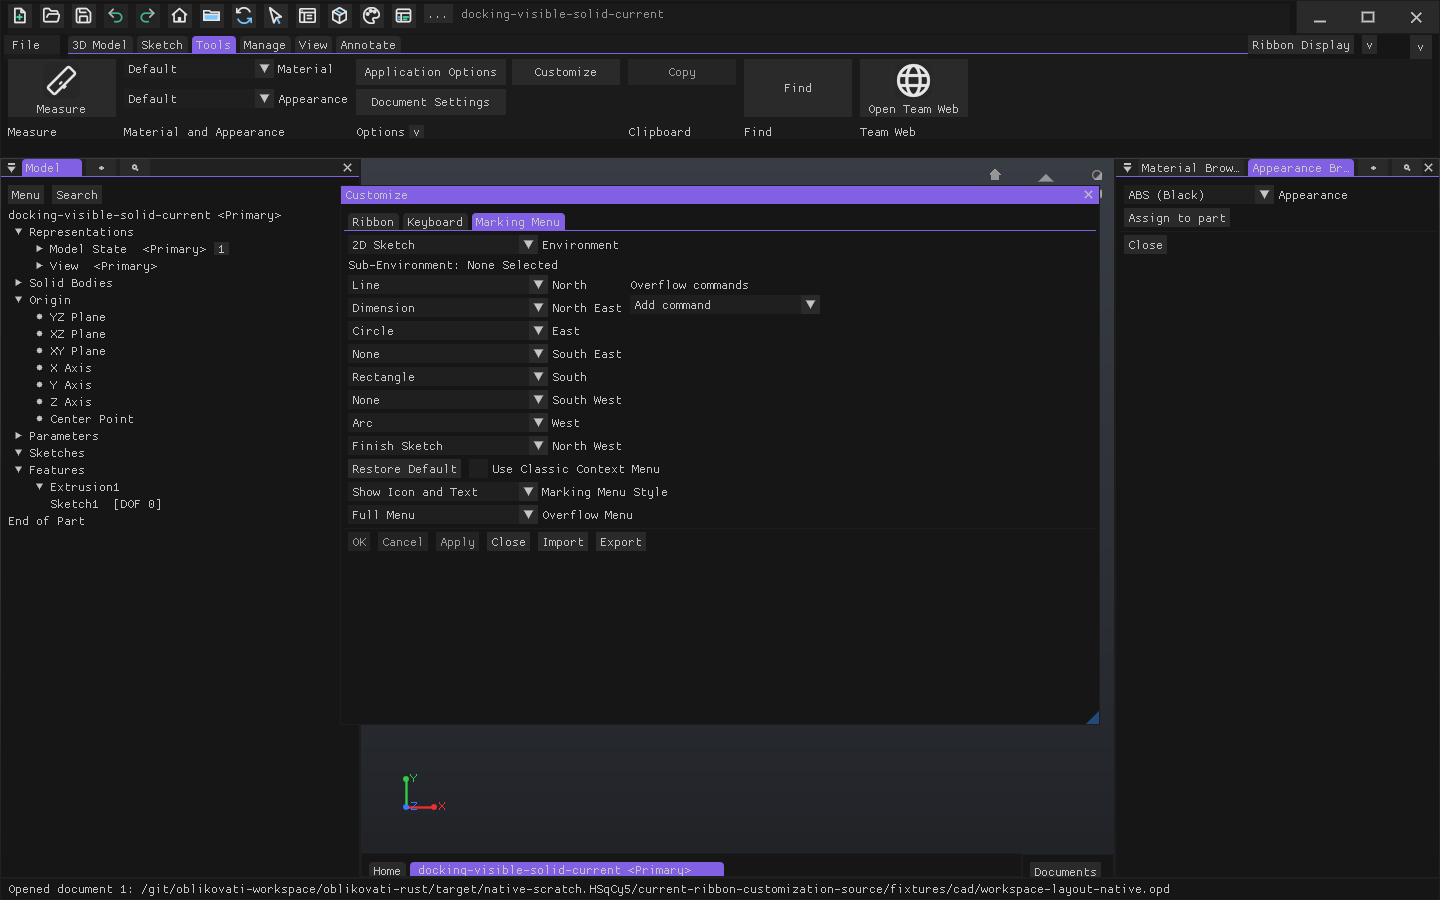 ... docking-visible-solid-current
File 3D Model Sketch Tools Manage View Annotate Ribbon Display v v
Default Material Application Options Customize Copy
Find
Default Appearance Document Settings
Measure Open Team Web
Measure Material and Appearance Options v Clipboard Find Team Web
Model Material Brow… Appearance Br…
Menu Search
docking-visible-solid-current <Primary>
Representations
Model State <Primary> 1
View <Primary>
Solid Bodies
Origin
YZ Plane
XZ Plane
XY Plane
X Axis
Y Axis
Z Axis
Center Point
Parameters
Sketches
Features
Extrusion1
Sketch1 [DOF 0]
End of Part
Customize
Ribbon Keyboard Marking Menu
2D Sketch Environment
Sub-Environment: None Selected
Line North Overflow commands
Dimension North East Add command
Circle East
None South East
Rectangle South
None South West
Arc West
Finish Sketch North West
Restore Default Use Classic Context Menu
Show Icon and Text Marking Menu Style
Full Menu Overflow Menu
OK Cancel Apply Close Import Export
ABS (Black) Appearance
Assign to part
Close
Y
Z X
Home docking-visible-solid-current <Primary> Documents
Opened document 1: /git/oblikovati-workspace/oblikovati-rust/target/native-scratch.HSqCy5/current-ribbon-customization-source/fixtures/cad/workspace-layout-native.opd